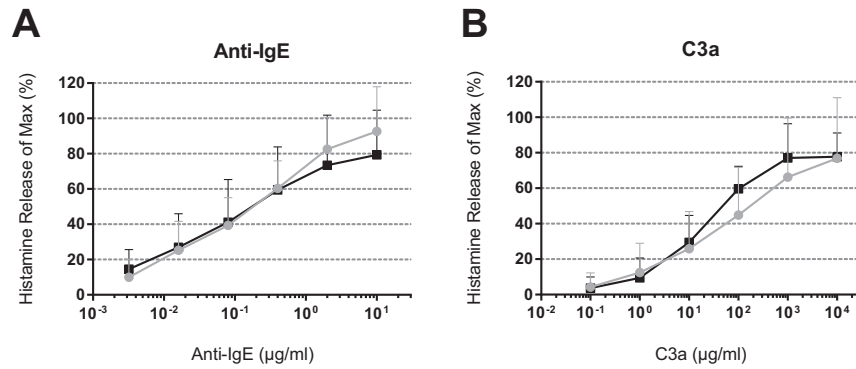 A
Anti-IgE
Histamine Release of Max (%)
120
100
80
60
40
20
0
10⁻³ 10⁻² 10⁻¹ 10⁰ 10¹
Anti-IgE (µg/ml)
B
C3a
Histamine Release of Max (%)
120
100
80
60
40
20
0
10⁻² 10⁻¹ 10⁰ 10¹ 10² 10³ 10⁴
C3a (µg/ml)